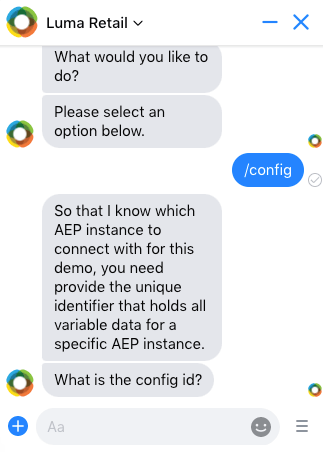 Luma Retail
What would you like to
do?
Please select an
option below.
/config
So that I know which
AEP instance to
connect with for this
demo, you need
provide the unique
identifier that holds all
variable data for a
specific AEP instance.
What is the config id?
Aa